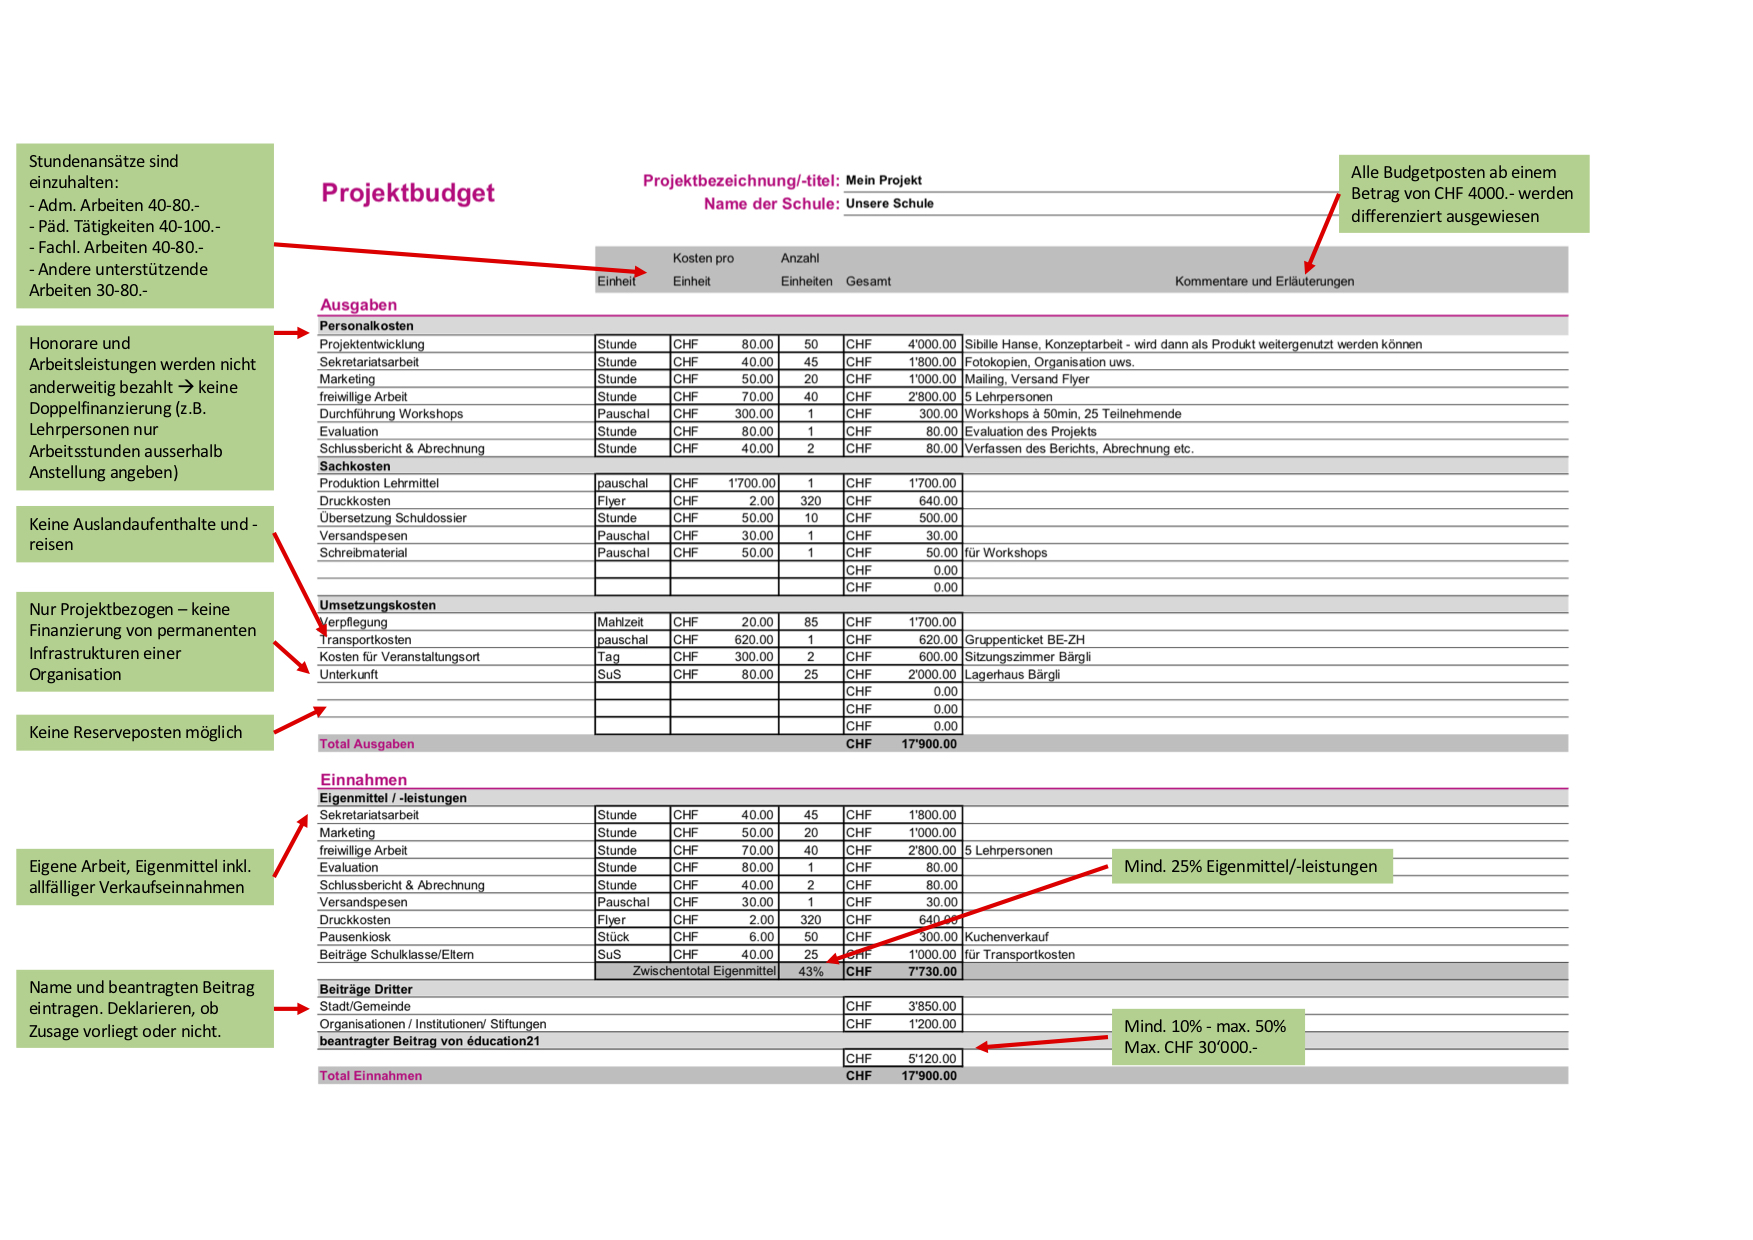 Stundenansätze sind
einzuhalten:
- Adm. Arbeiten 40-80.-
- Päd. Tätigkeiten 40-100.-
- Fachl. Arbeiten 40-80.-
- Andere unterstützende
Arbeiten 30-80.-
Honorare und
Arbeitsleistungen werden nicht
anderweitig bezahlt → keine
Doppelfinanzierung (z.B.
Lehrpersonen nur
Arbeitsstunden ausserhalb
Anstellung angeben)
Keine Auslandaufenthalte und -
reisen
Nur Projektbezogen – keine
Finanzierung von permanenten
Infrastrukturen einer
Organisation
Keine Reserveposten möglich
Eigene Arbeit, Eigenmittel inkl.
allfälliger Verkaufseinnahmen
Name und beantragten Beitrag
eintragen. Deklarieren, ob
Zusage vorliegt oder nicht.
Projektbudget
Projektbezeichnung/-titel: Mein Projekt
Name der Schule: Unsere Schule
Alle Budgetposten ab einem
Betrag von CHF 4000.- werden
differenziert ausgewiesen
Kosten pro Anzahl
Einheit Einheit Einheiten Gesamt Kommentare und Erläuterungen
Ausgaben
Personalkosten
Projektentwicklung Stunde CHF 80.00 50 CHF 4'000.00 Sibille Hanse, Konzeptarbeit - wird dann als Produkt weitergenutzt werden können
Sekretariatsarbeit Stunde CHF 40.00 45 CHF 1'800.00 Fotokopien, Organisation uws.
Marketing Stunde CHF 50.00 20 CHF 1'000.00 Mailing, Versand Flyer
freiwillige Arbeit Stunde CHF 70.00 40 CHF 2'800.00 5 Lehrpersonen
Durchführung Workshops Pauschal CHF 300.00 1 CHF 300.00 Workshops à 50min, 25 Teilnehmende
Evaluation Stunde CHF 80.00 1 CHF 80.00 Evaluation des Projekts
Schlussbericht & Abrechnung Stunde CHF 40.00 2 CHF 80.00 Verfassen des Berichts, Abrechnung etc.
Sachkosten
Produktion Lehrmittel pauschal CHF 1'700.00 1 CHF 1'700.00
Druckkosten Flyer CHF 2.00 320 CHF 640.00
Übersetzung Schuldossier Stunde CHF 50.00 10 CHF 500.00
Versandspesen Pauschal CHF 30.00 1 CHF 30.00
Schreibmaterial Pauschal CHF 50.00 1 CHF 50.00 für Workshops
CHF 0.00
CHF 0.00
Umsetzungskosten
Verpflegung Mahlzeit CHF 20.00 85 CHF 1'700.00
Transportkosten pauschal CHF 620.00 1 CHF 620.00 Gruppenticket BE-ZH
Kosten für Veranstaltungsort Tag CHF 300.00 2 CHF 600.00 Sitzungszimmer Bärgli
Unterkunft SuS CHF 80.00 25 CHF 2'000.00 Lagerhaus Bärgli
CHF 0.00
CHF 0.00
CHF 0.00
Total Ausgaben CHF 17'900.00
Einnahmen
Eigenmittel / -leistungen
Sekretariatsarbeit Stunde CHF 40.00 45 CHF 1'800.00
Marketing Stunde CHF 50.00 20 CHF 1'000.00
freiwillige Arbeit Stunde CHF 70.00 40 CHF 2'800.00 5 Lehrpersonen
Evaluation Stunde CHF 80.00 1 CHF 80.00
Schlussbericht & Abrechnung Stunde CHF 40.00 2 CHF 80.00
Versandspesen Pauschal CHF 30.00 1 CHF 30.00
Druckkosten Flyer CHF 2.00 320 CHF 640.00
Pausenkiosk Stück CHF 6.00 50 CHF 300.00 Kuchenverkauf
Beiträge Schulklasse/Eltern SuS CHF 40.00 25 CHF 1'000.00 für Transportkosten
Zwischentotal Eigenmittel 43% CHF 7'730.00
Beiträge Dritter
Stadt/Gemeinde CHF 3'850.00
Organisationen / Institutionen/ Stiftungen CHF 1'200.00
beantragter Beitrag von éducation21
CHF 5'120.00
Total Einnahmen CHF 17'900.00
Mind. 25% Eigenmittel/-leistungen
Mind. 10% - max. 50%
Max. CHF 30‘000.-